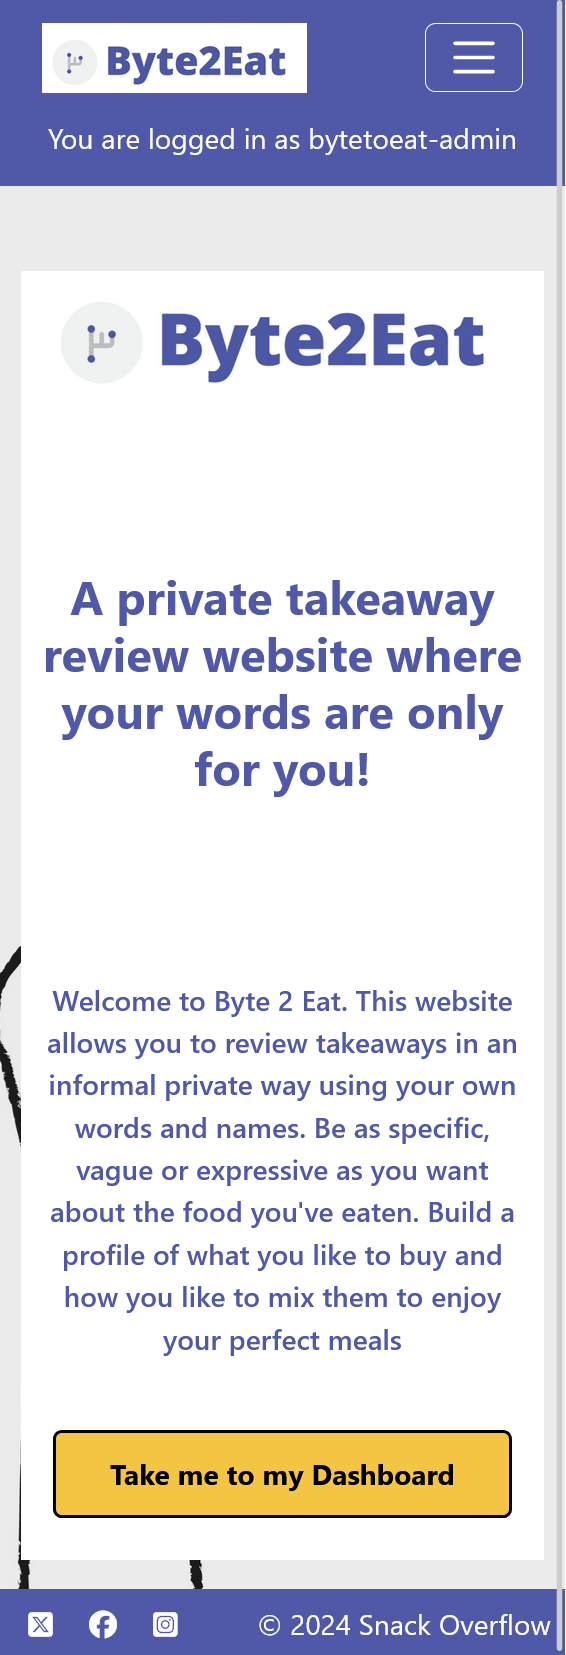 Byte2Eat
You are logged in as bytetoeat-admin
Byte2Eat
A private takeaway
review website where
your words are only
for you!
Welcome to Byte 2 Eat. This website
allows you to review takeaways in an
informal private way using your own
words and names. Be as specific,
vague or expressive as you want
about the food you've eaten. Build a
profile of what you like to buy and
how you like to mix them to enjoy
your perfect meals
Take me to my Dashboard
© 2024 Snack Overflow